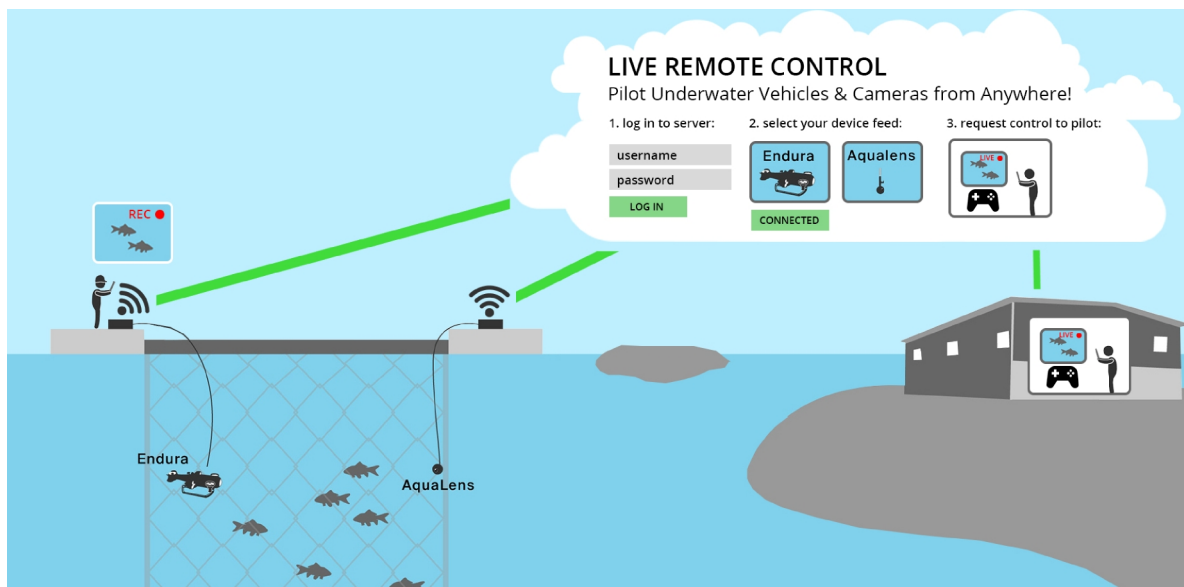 LIVE REMOTE CONTROL
Pilot Underwater Vehicles & Cameras from Anywhere!
1. log in to server:
2. select your device feed:
3. request control to pilot:
username
password
LOG IN
Endura
Aqualens
CONNECTED
LIVE
REC
LIVE
Endura
AquaLens